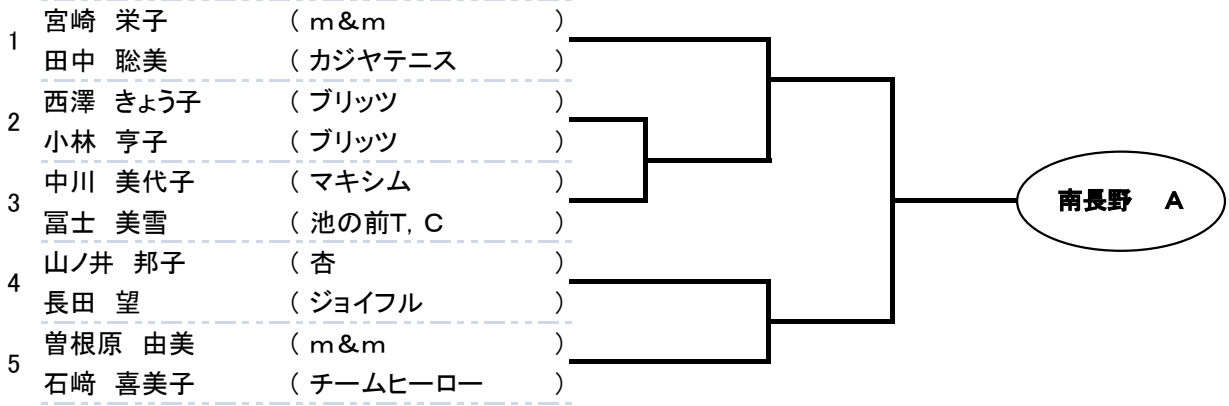 1
宮崎 栄子 ( m&m )
田中 聡美 ( カジヤテニス )
2
西澤 きょう子 ( ブリッツ )
小林 亨子 ( ブリッツ )
3
中川 美代子 ( マキシム )
冨士 美雪 ( 池の前T, C )
4
山ノ井 邦子 ( 杏 )
長田 望 ( ジョイフル )
5
曽根原 由美 ( m&m )
石﨑 喜美子 ( チームヒーロー )
南長野 A